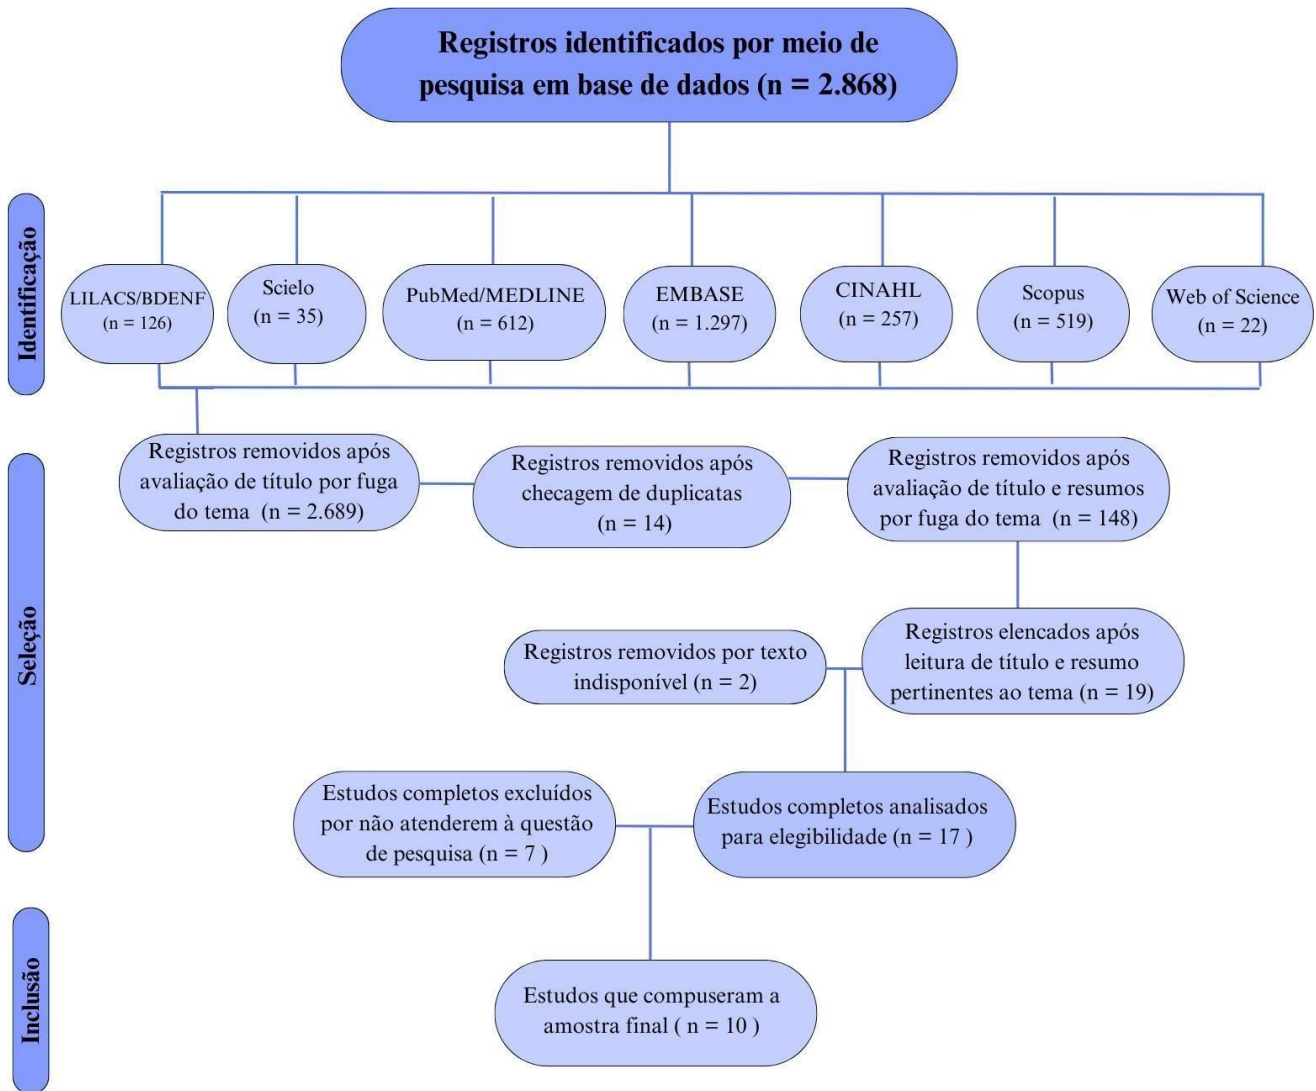 Registros identificados por meio de
pesquisa em base de dados (n = 2.868)
Identificação
LILACS/BDENF
(n = 126)
Scielo
(n = 35)
PubMed/MEDLINE
(n = 612)
EMBASE
(n = 1.297)
CINAHL
(n = 257)
Scopus
(n = 519)
Web of Science
(n = 22)
Seleção
Registros removidos após
avaliação de título por fuga
do tema (n = 2.689)
Registros removidos após
checagem de duplicatas
(n = 14)
Registros removidos após
avaliação de título e resumos
por fuga do tema (n = 148)
Registros removidos por texto
indisponível (n = 2)
Registros elencados após
leitura de título e resumo
pertinentes ao tema (n = 19)
Estudos completos excluídos
por não atenderem à questão
de pesquisa (n = 7 )
Estudos completos analisados
para elegibilidade (n = 17 )
Inclusão
Estudos que compuseram a
amostra final ( n = 10 )